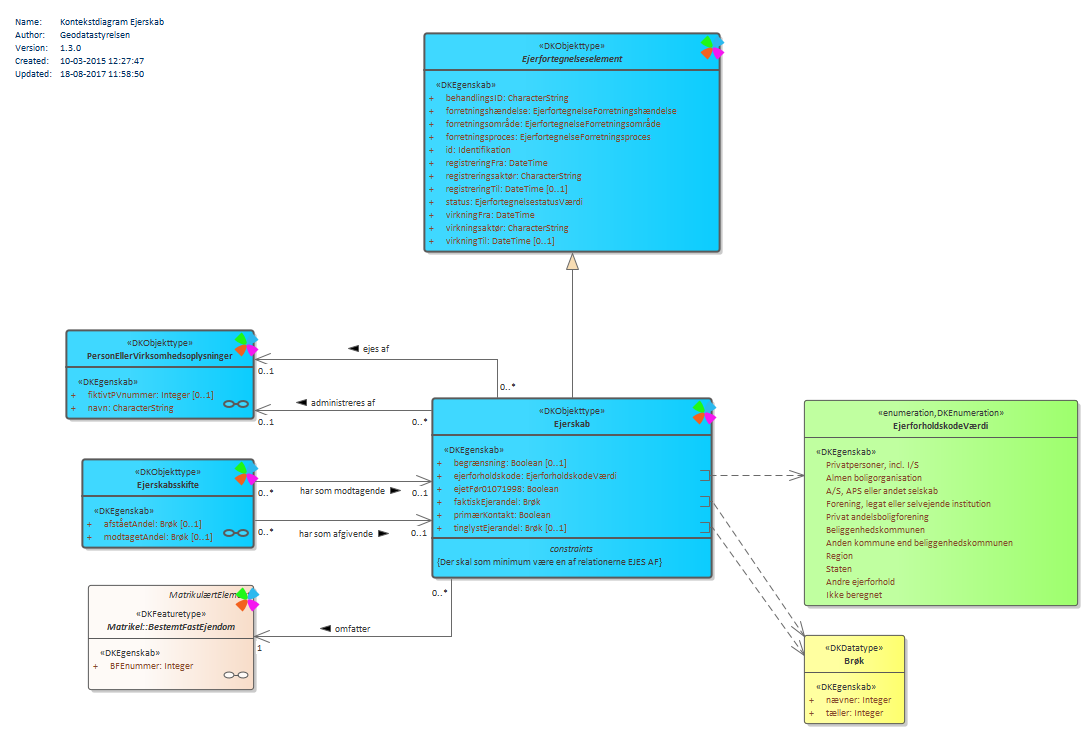 Name: Kontekstdiagram Ejerskab
Author: Geodatastyreisen
Version: 1.3.0
Created: 10-03-2015 12:27:47
Updated: 18-08-2017 11:58:50
«DKObjekttype»
Ejerfortegnelseselement
«DKEgenskab»
+ behandlingsID: CharacterString
+ forretningshændelse: EjerfortegnelseForretningshændelse
+ forretningsområde: EjerfortegnelseForretningsområde
+ forretningsproces: EjerfortegnelseForretningsproces
+ id: Identifikation
+ registreringFra: DateTime
+ registreringsaktør: CharacterString
+ registreringTil: DateTime [0..1]
+ status: EjerfortegnelsestatusVærdi
+ virkningFra: DateTime
+ virkningsaktør: CharacterString
+ virkningTil: DateTime [0..1]
«DKObjekttype»
PersonEllerVirksomhedsoplysninger
«DKEgenskab»
+ fiktivtPVnummer: Integer [0..1]
+ navn: CharacterString
ejes af
0..1
0..*
administreres af
0..1
0..*
«DKObjekttype»
Ejerskab
«DKEgenskab»
+ begrænsning: Boolean [0..1]
+ ejerforholdskode: EjerforholdskodeVærdi
+ ejetFør01071998: Boolean
+ faktiskEjerandel: Brøk
+ primærKontakt: Boolean
+ tinglystEjerandel: Brøk [0..1]
constraints
{Der skal som minimum være en af relationerne EJES AF}
«enumeration,DKEnumeration»
EjerforholdskodeVærdi
«DKEgenskab»
Privatpersoner, incl. I/S
Almen boligorganisation
A/S, APS eller andet selskab
Forening, legat eller selvejende institution
Privat andelsboligforening
Beliggenhedskommunen
Anden kommune end beliggenhedskommunen
Region
Staten
Andre ejerforhold
Ikke beregnet
«DKObjekttype»
Ejerskabsskifte
«DKEgenskab»
+ afståetAndel: Brøk [0..1]
+ modtagetAndel: Brøk [0..1]
0..*
har som modtagende
0..1
0..*
har som afgivende
0..1
MatrikulærtElem
«DKFeaturetype»
Matrikel::BestemtFastEjendom
«DKEgenskab»
+ BFEnummer: Integer
0..*
omfatter
1
«DKDatatype»
Brøk
«DKEgenskab»
+ nævner: Integer
+ tæller: Integer